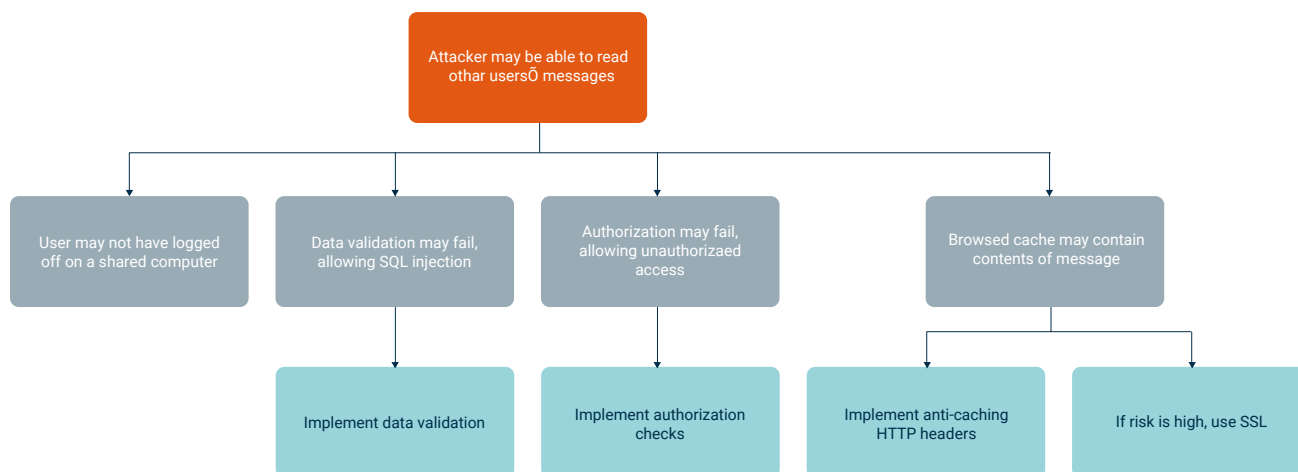 Attacker may be able to read
othar usersÕ messages
User may not have logged
off on a shared computer
Data validation may fail,
allowing SQL injection
Authorization may fail,
allowing unauthorizaed
access
Browsed cache may contain
contents of message
Implement data validation
Implement authorization
checks
Implement anti-caching
HTTP headers
If risk is high, use SSL